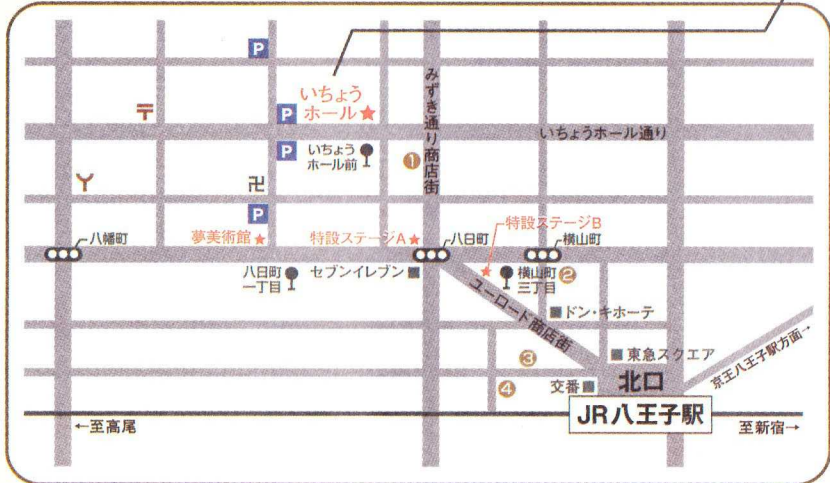 P
いちょう
ホール★
〒
P
みずき通り商店街
いちょうホール通り
P
いちょう
ホール前
❶
卍
P
八幡町
夢美術館★
特設ステージA★
八日町
特設ステージB
横山町
八日町
一丁目
セブンイレブン
★
横山町
三丁目
❷
ユーロード商店街
ドン・キホーテ
❸
東急スクエア
❹
交番
北口
京王八王子駅方面→
JR八王子駅
←至高尾
至新宿→